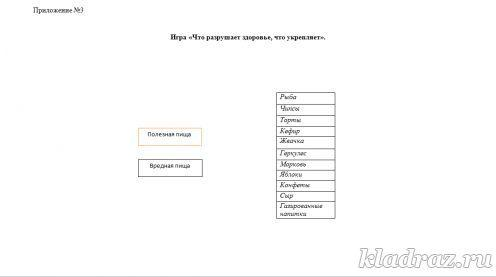 Приложение №3
Игра «Что разрушает здоровье, что укрепляет».
Полезная пища
Вредная пища
Рыба
Чипсы
Торты
Кефир
Жвачка
Геркулес
Морковь
Яблоки
Конфеты
Сыр
Газированные
напитки
kladraz.ru